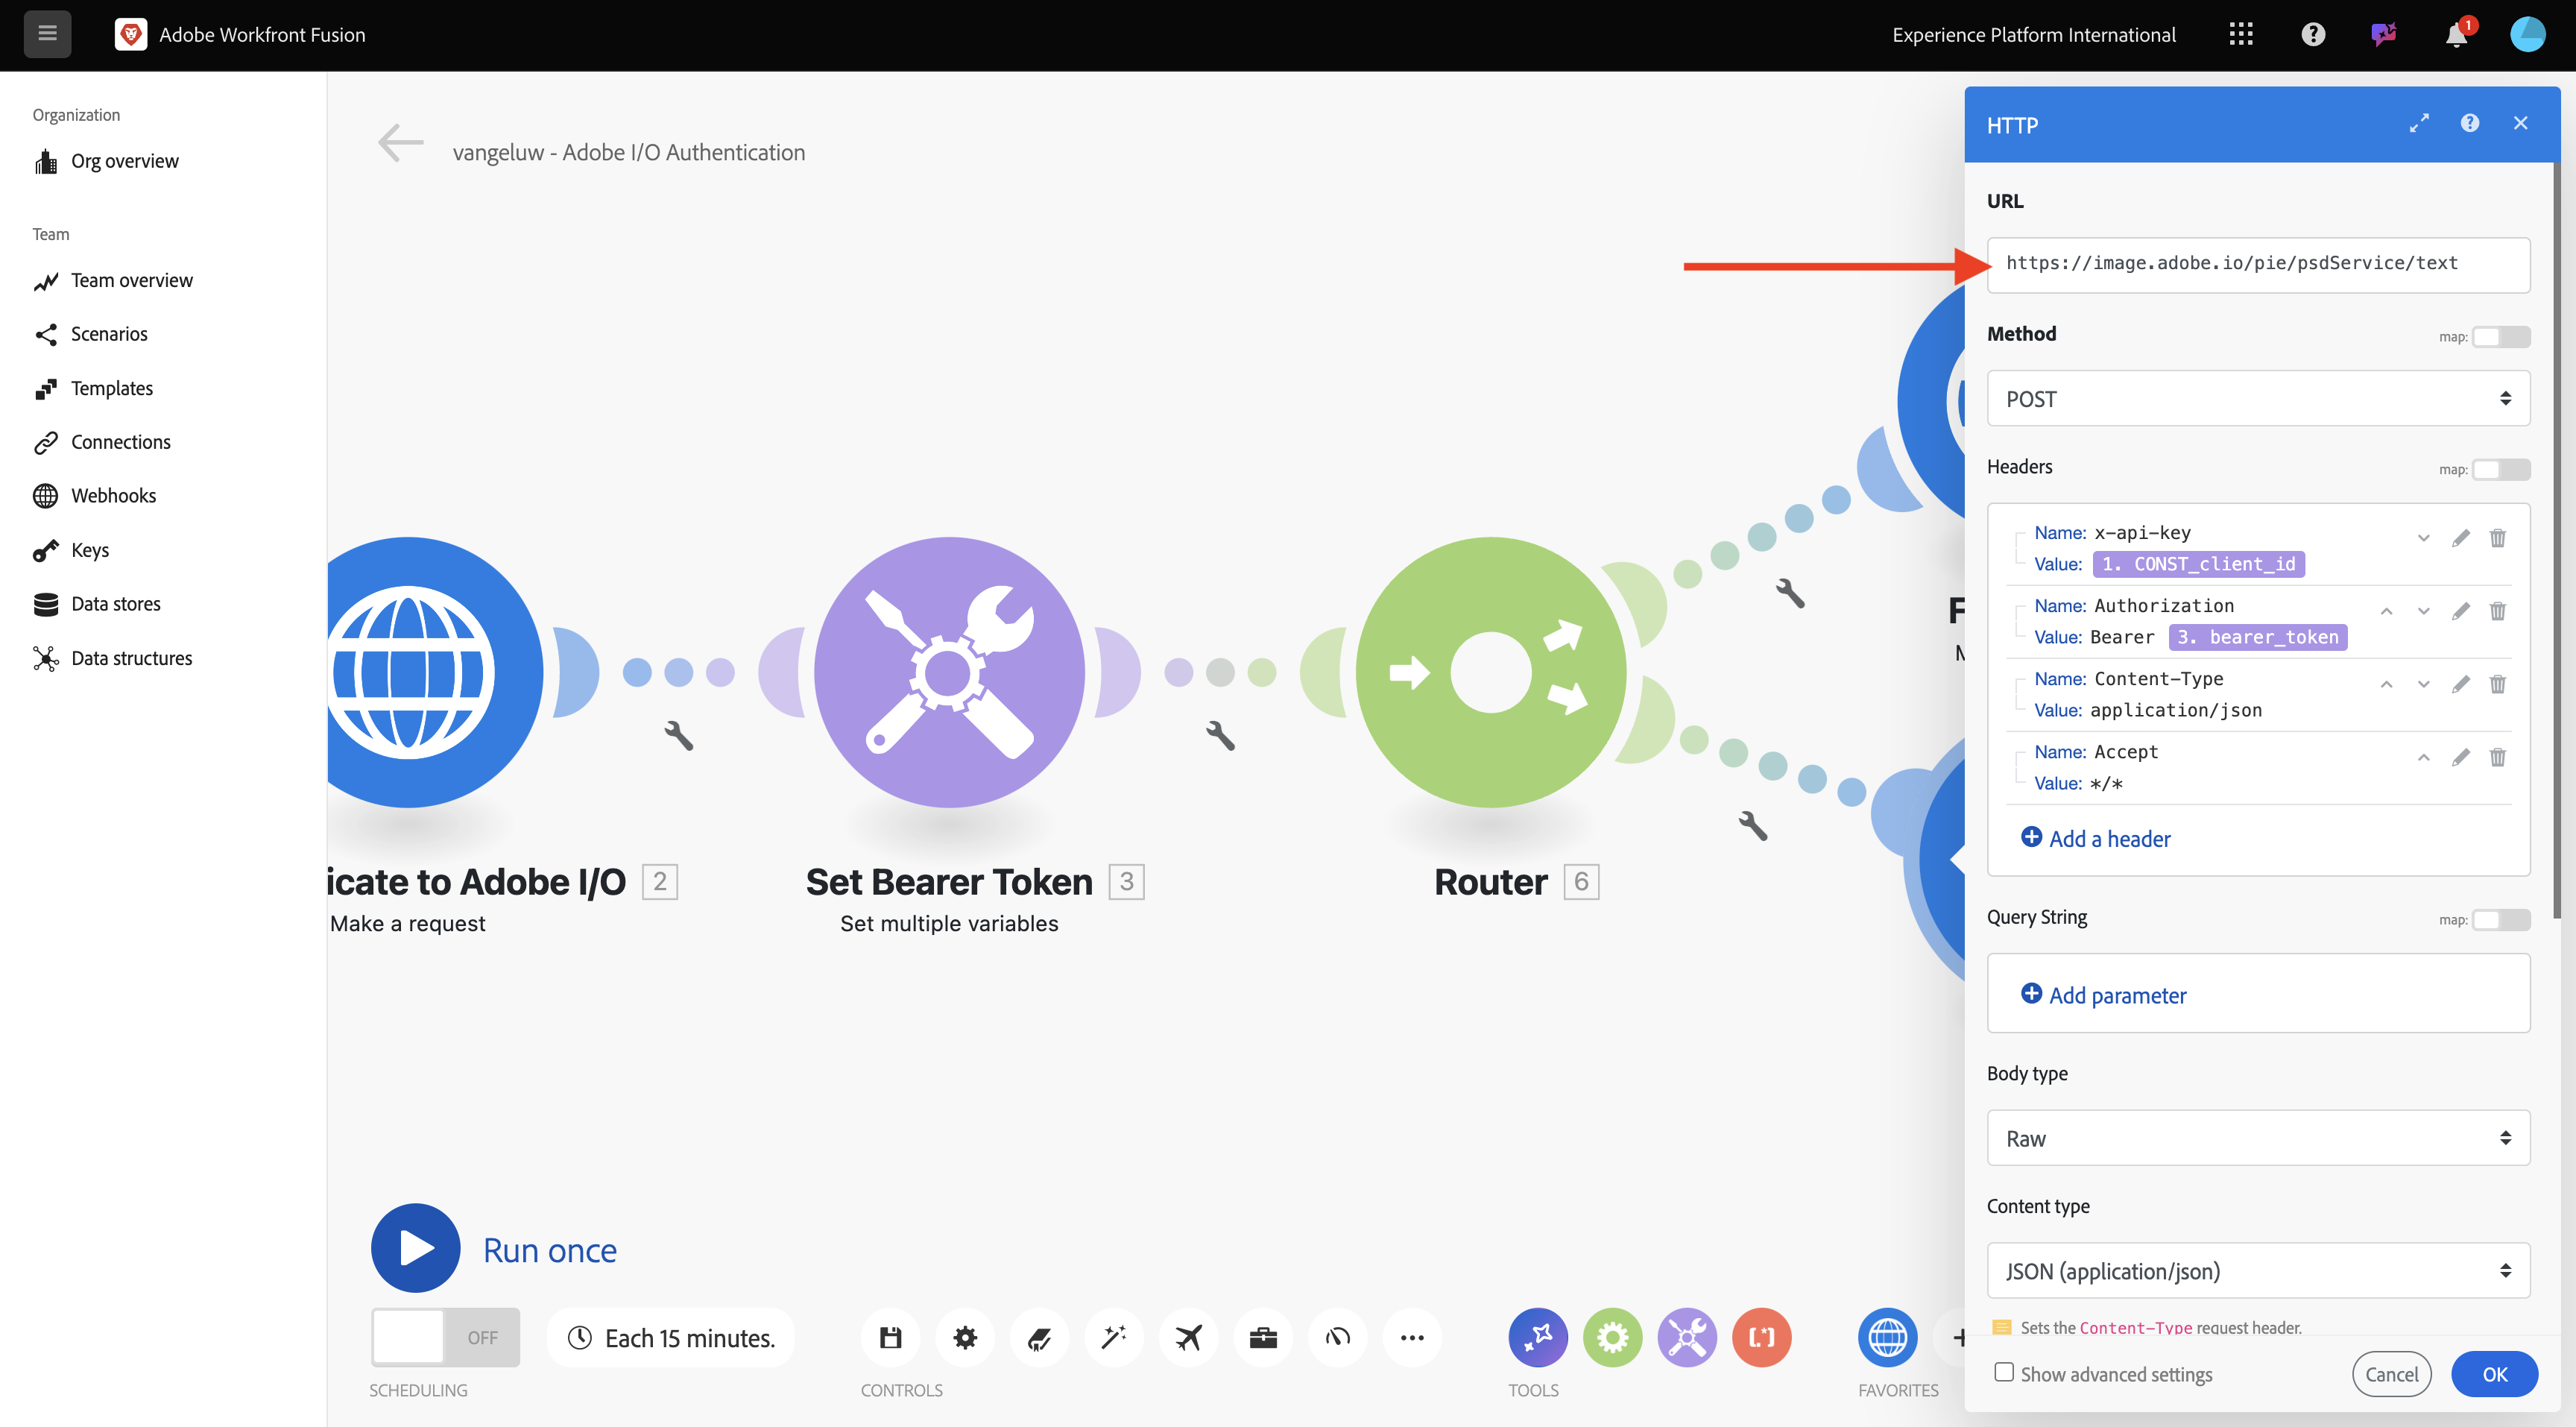 Adobe Workfront Fusion
Experience Platform International
1
Organization
Org overview
Team
Team overview
Scenarios
Templates
Connections
Webhooks
Keys
Data stores
Data structures
vangeluw - Adobe I/O Authentication
icate to Adobe I/O 2
Make a request
Set Bearer Token 3
Set multiple variables
Router 6
F
M
Run once
OFF
Each 15 minutes.
SCHEDULING
CONTROLS
TOOLS
FAVORITES
HTTP
URL
https://image.adobe.io/pie/psdService/text
Method
map:
POST
Headers
map:
Name: x-api-key
Value: 1. CONST_client_id
Name: Authorization
Value: Bearer 3. bearer_token
Name: Content-Type
Value: application/json
Name: Accept
Value: */*
Add a header
Query String
map:
Add parameter
Body type
Raw
Content type
JSON (application/json)
Sets the Content-Type request header.
Show advanced settings
Cancel
OK